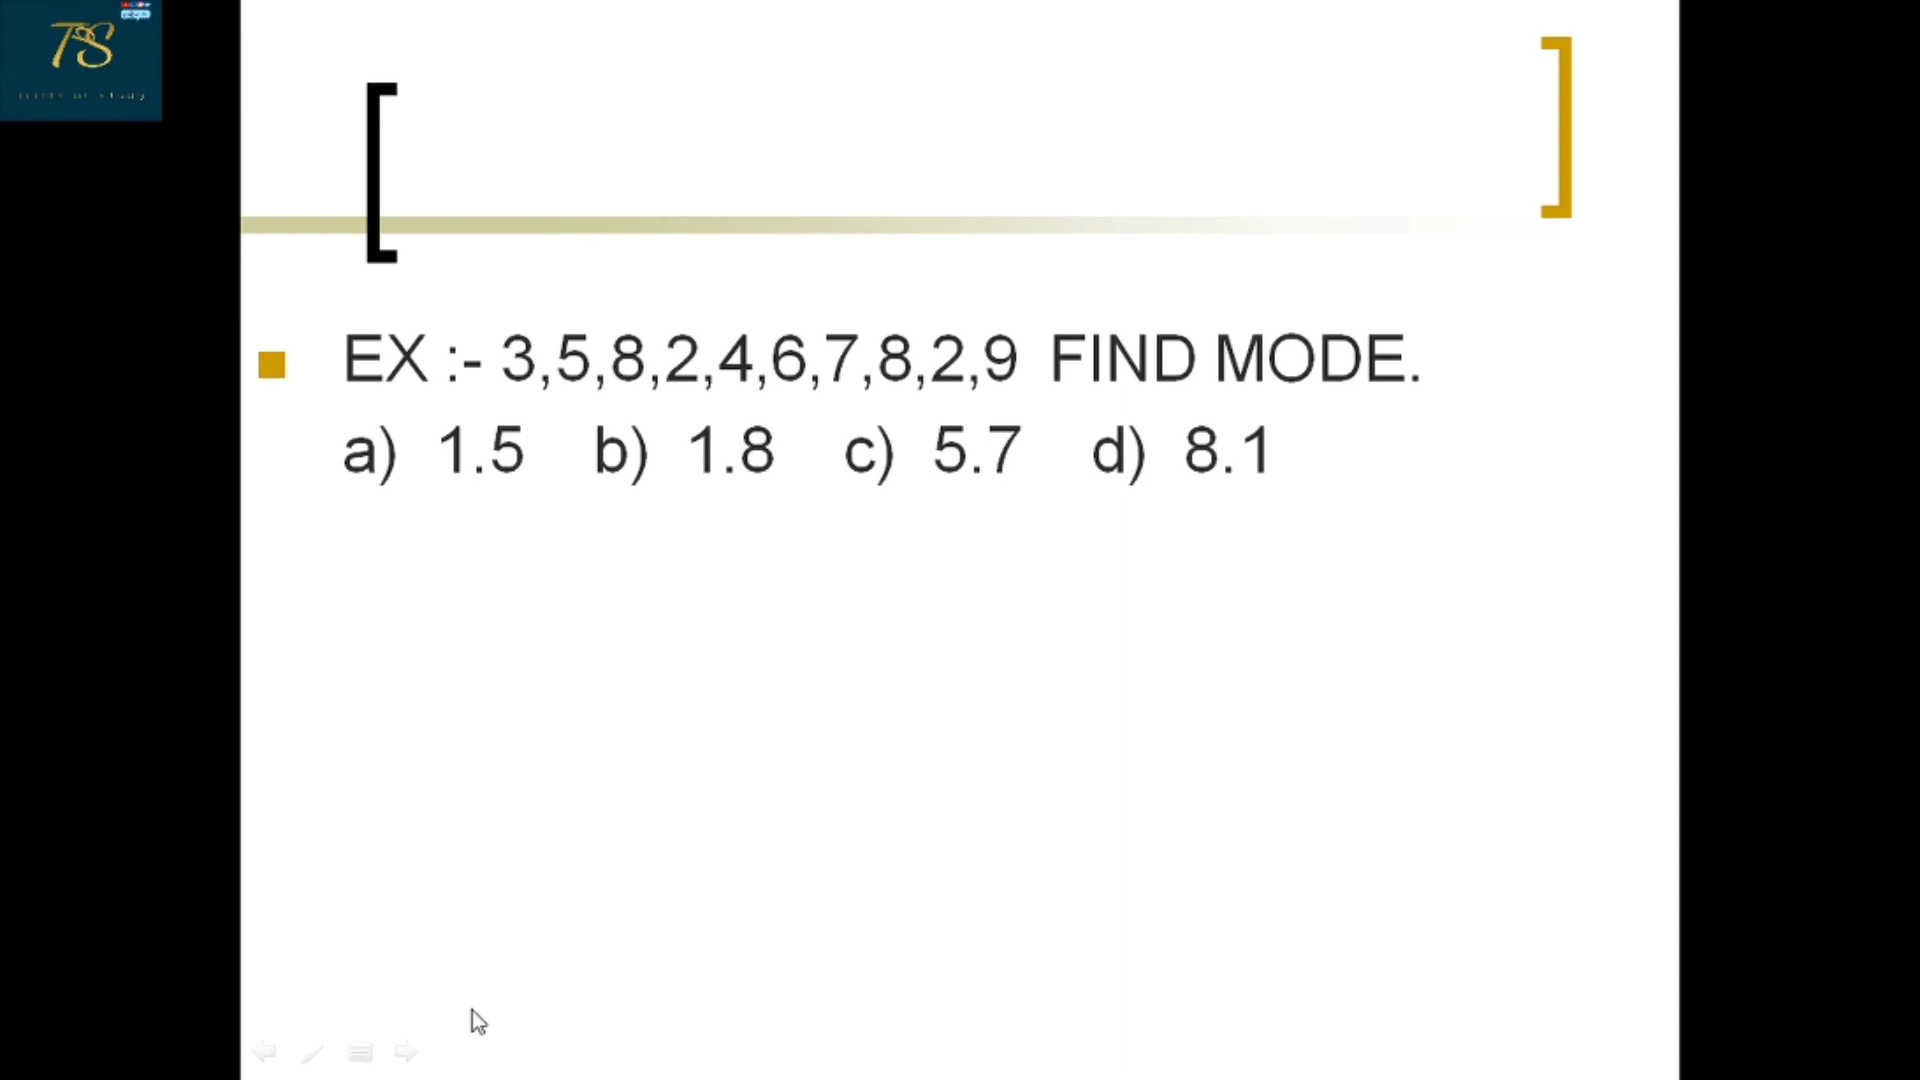 TS
EX :- 3,5,8,2,4,6,7,8,2,9 FIND MODE.
a) 1.5 b) 1.8 c) 5.7 d) 8.1